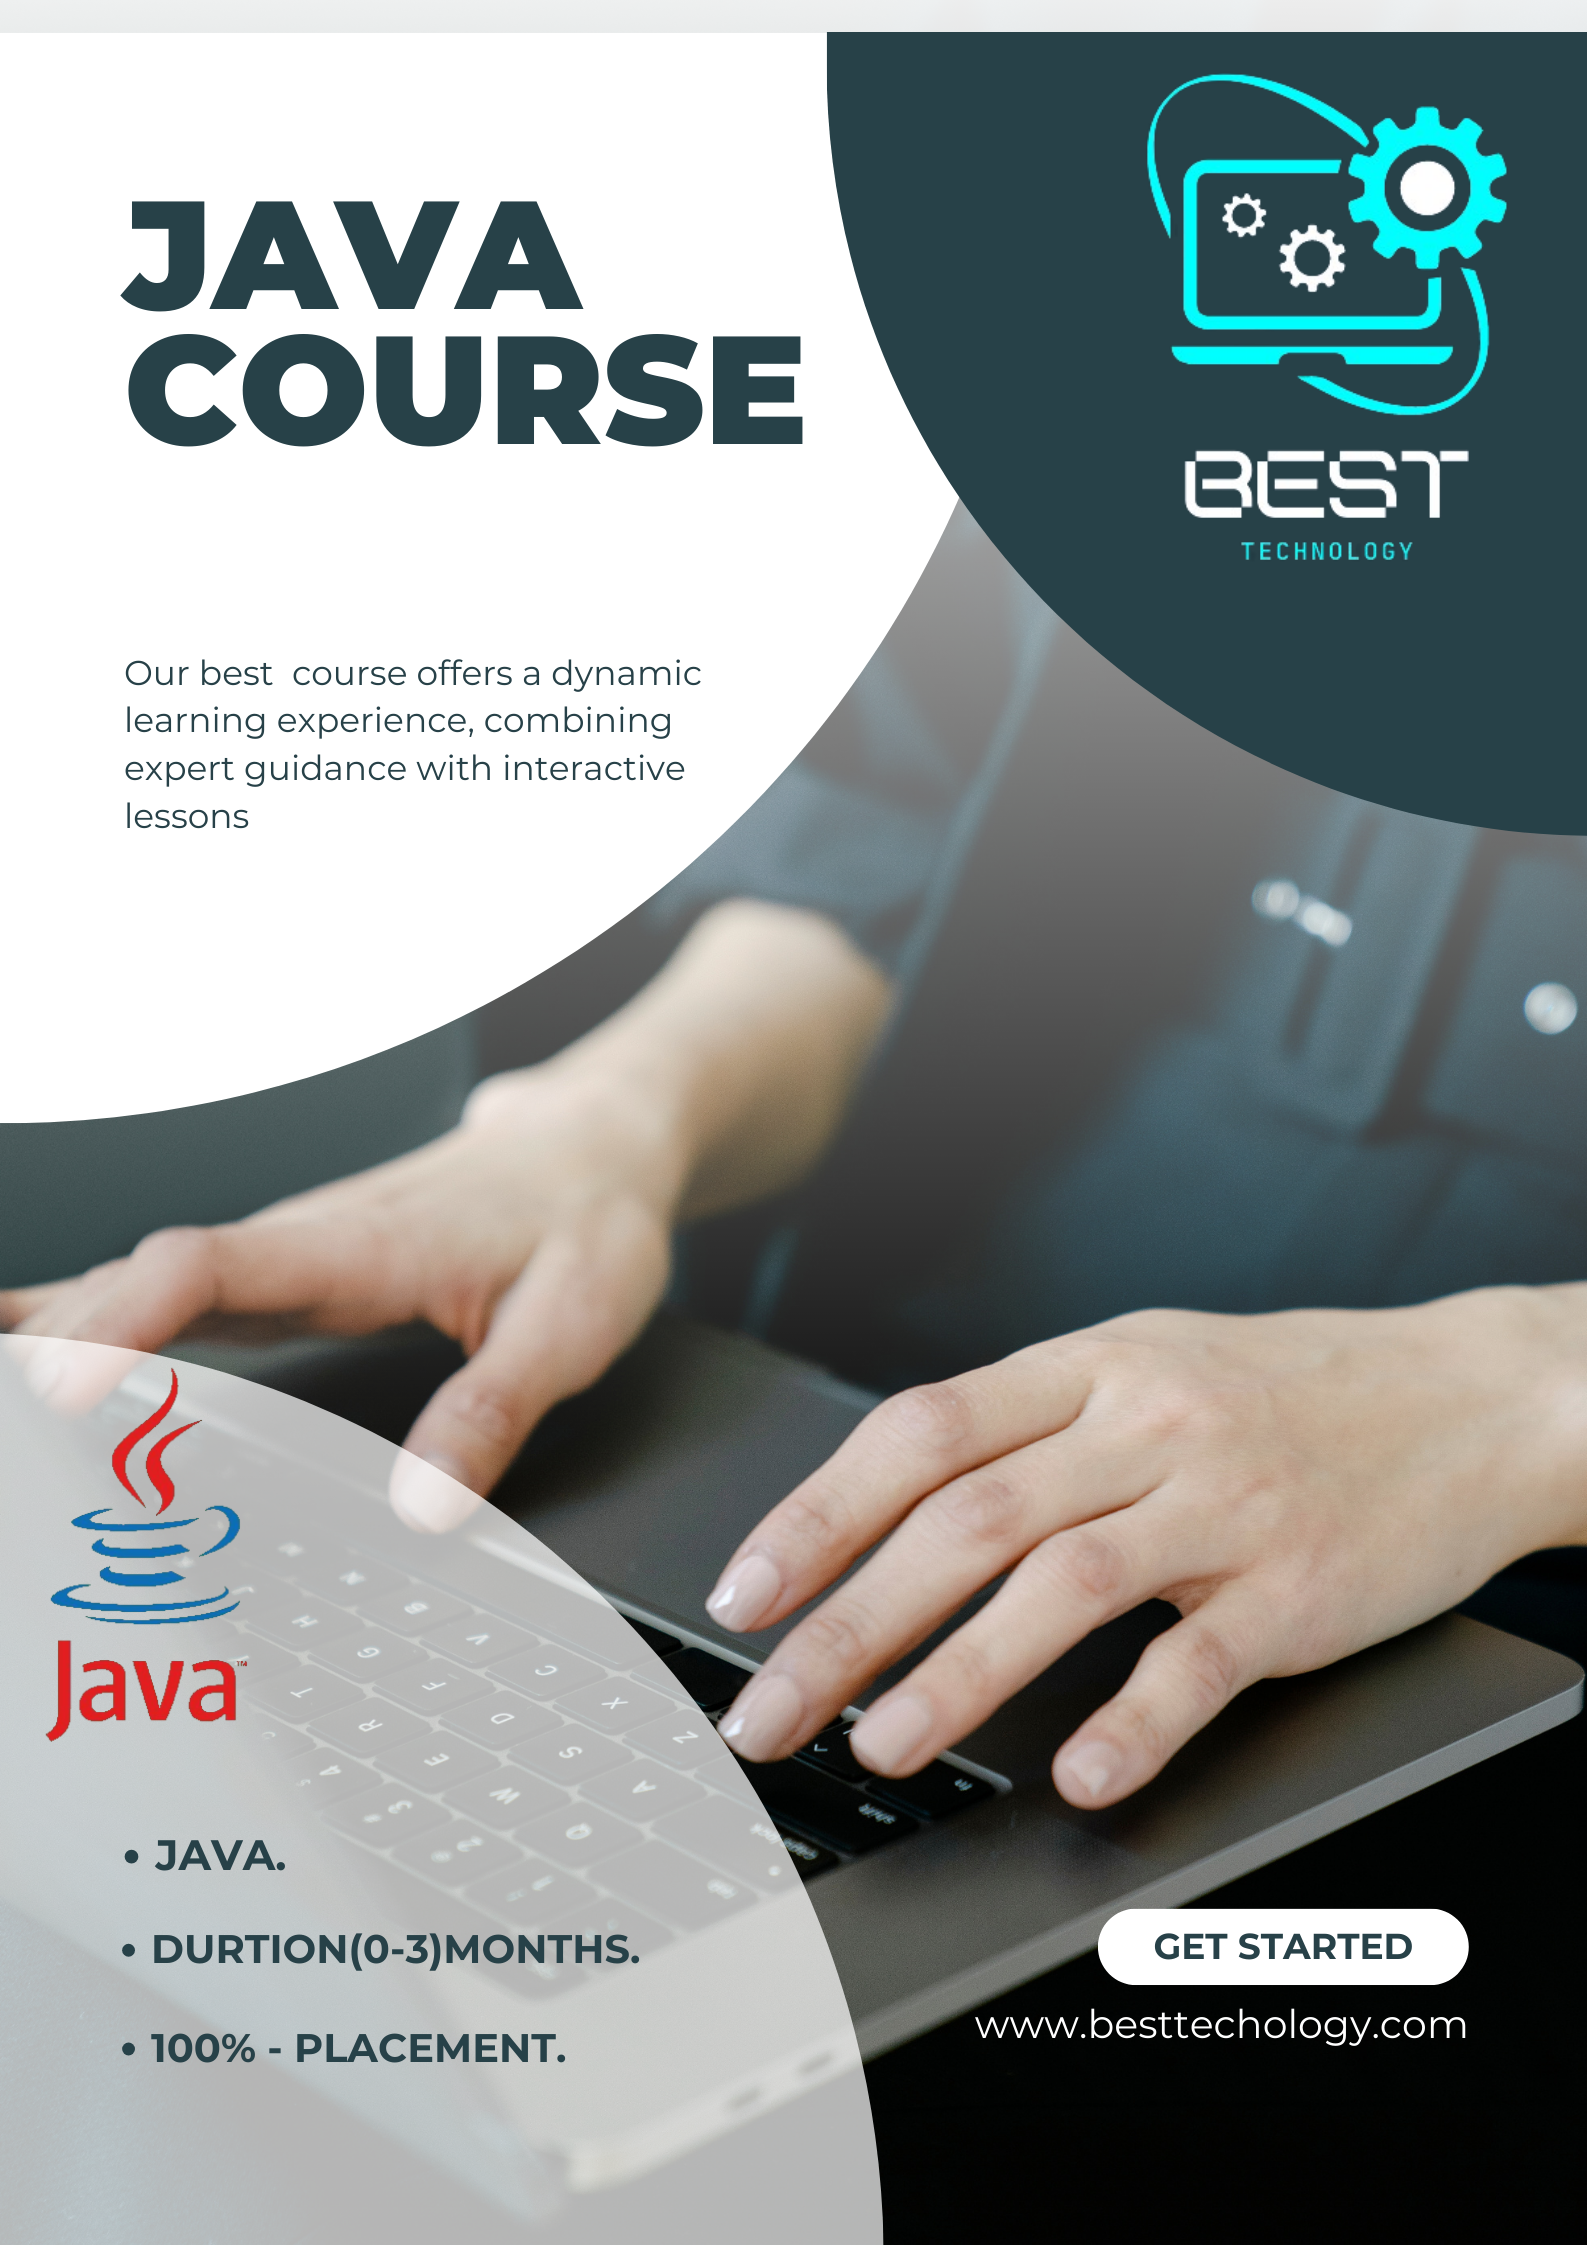 JAVA
COURSE
BEST
TECHNOLOGY
Our best  course offers a dynamic
learning experience, combining
expert guidance with interactive
lessons
Java™
• JAVA.
• DURTION(0-3)MONTHS.
• 100% - PLACEMENT.
GET STARTED
www.besttechology.com